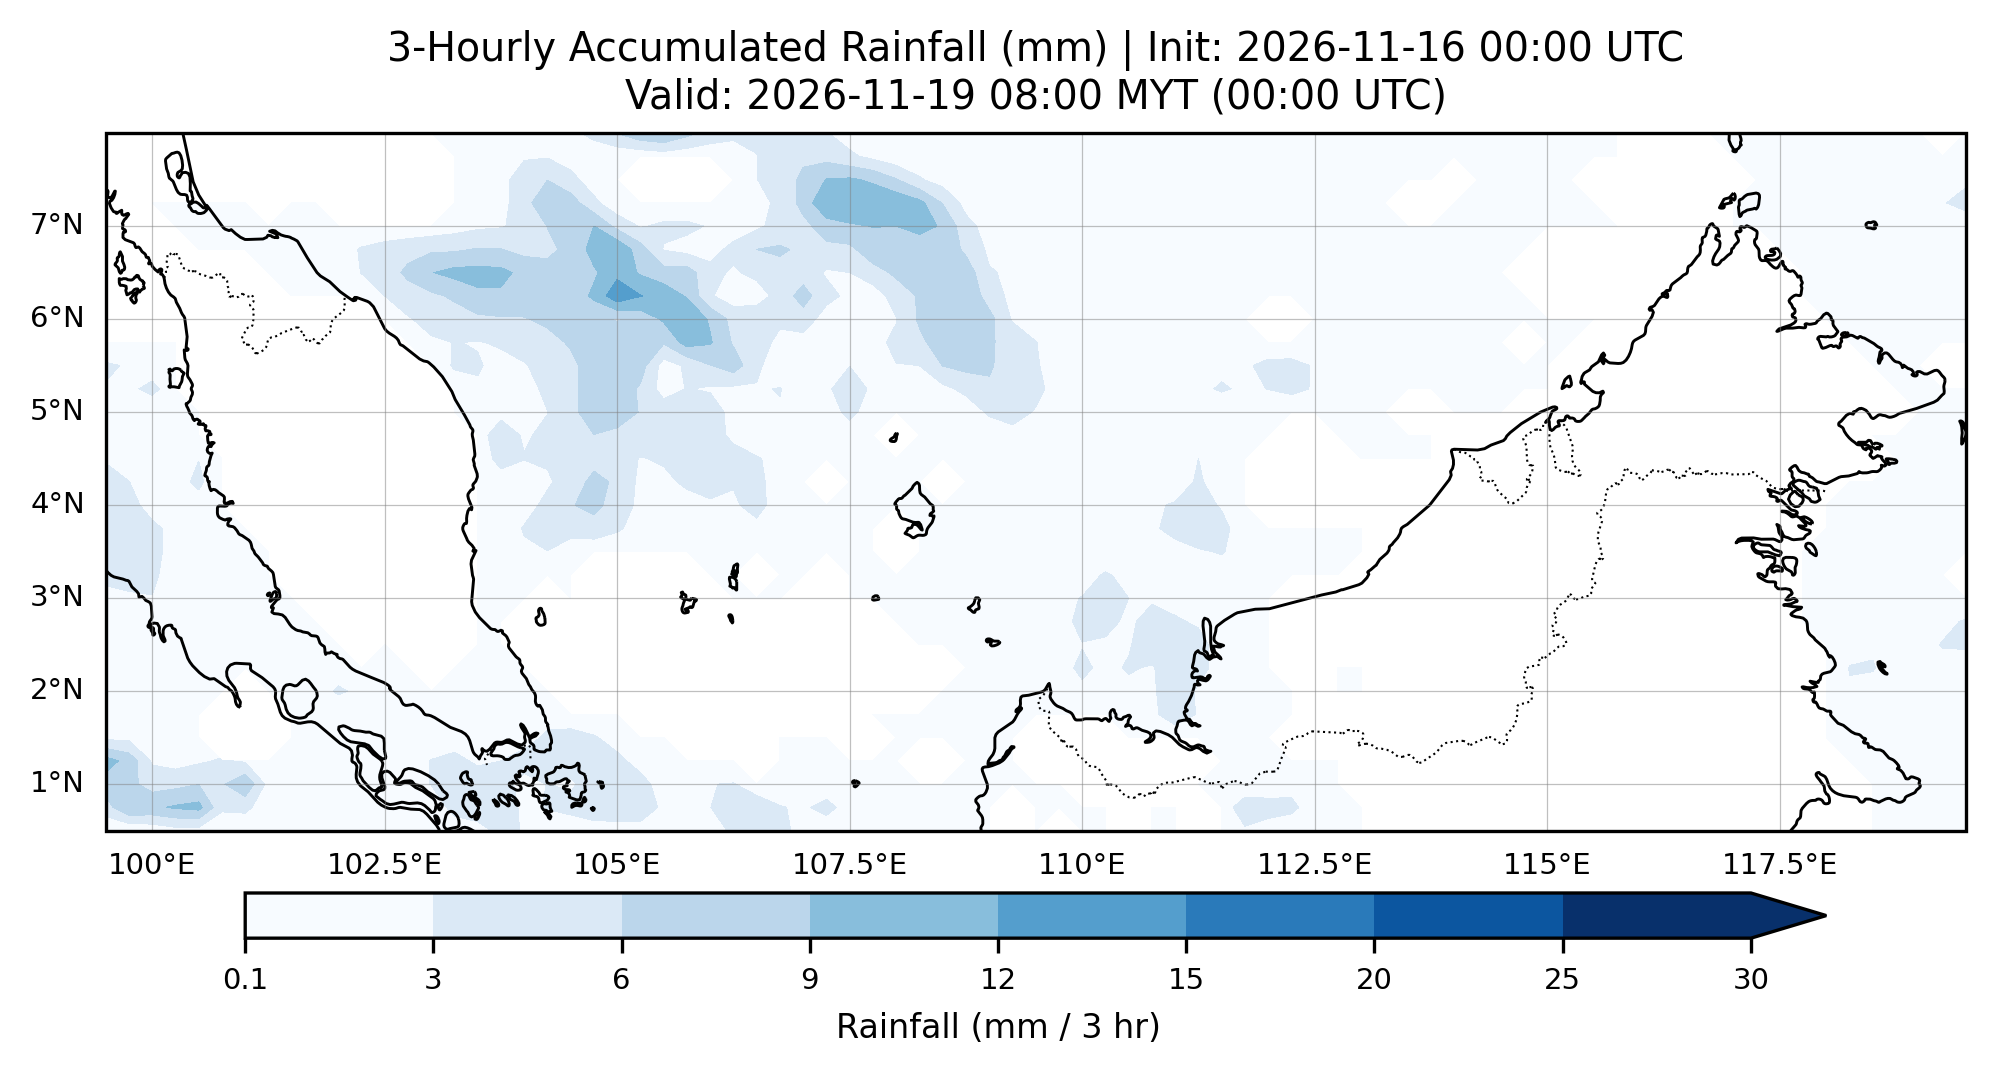 3-Hourly Accumulated Rainfall (mm) | Init: 2026-11-16 00:00 UTC
Valid: 2026-11-19 08:00 MYT (00:00 UTC)
7°N
6°N
5°N
4°N
3°N
2°N
1°N
100°E 102.5°E 105°E 107.5°E 110°E 112.5°E 115°E 117.5°E
0.1 3 6 9 12 15 20 25 30
Rainfall (mm / 3 hr)